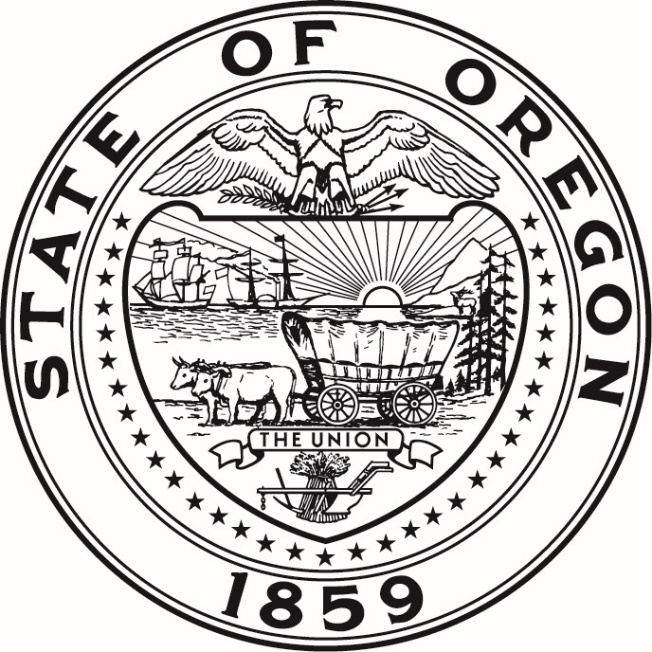 STATE OF OREGON
THE UNION
1859